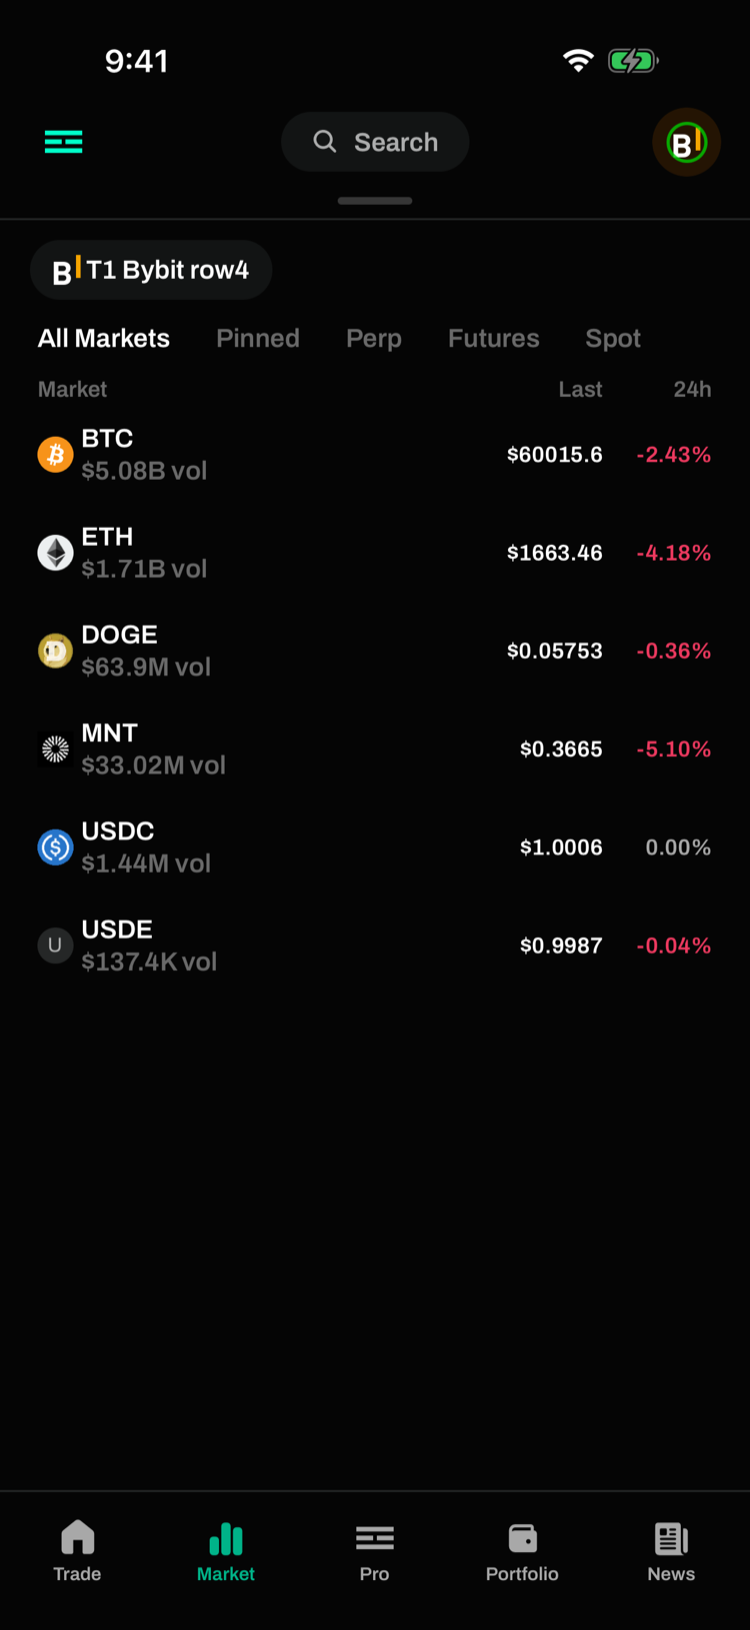 9:41
Search
B
B T1 Bybit row4
All Markets Pinned Perp Futures Spot
Market Last 24h
BTC
$5.08B vol
$60015.6 -2.43%
ETH
$1.71B vol
$1663.46 -4.18%
DOGE
$63.9M vol
$0.05753 -0.36%
MNT
$33.02M vol
$0.3665 -5.10%
USDC
$1.44M vol
$1.0006 0.00%
U
USDE
$137.4K vol
$0.9987 -0.04%
Trade Market Pro Portfolio News